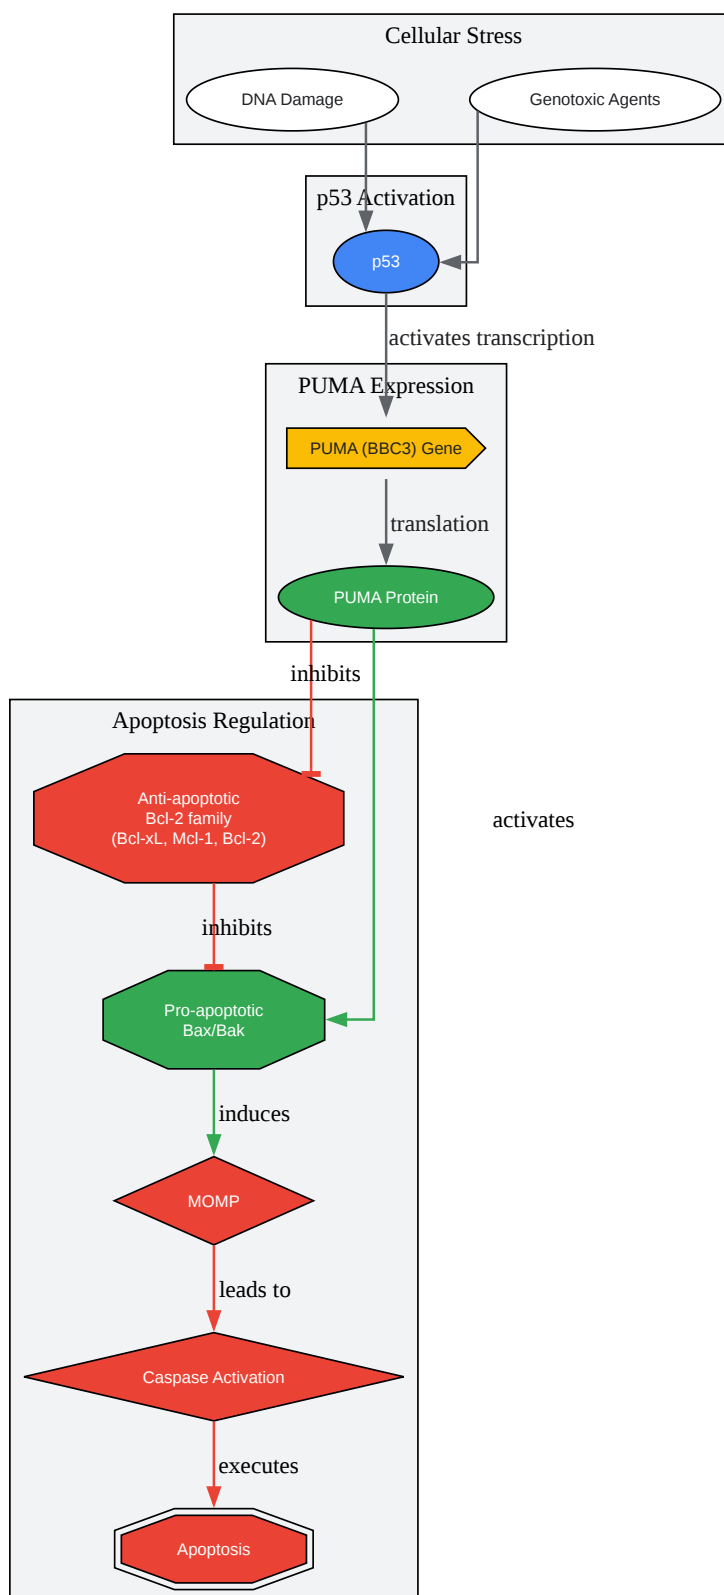 Cellular Stress
DNA Damage
Genotoxic Agents
p53 Activation
p53
activates transcription
PUMA Expression
PUMA (BBC3) Gene
translation
PUMA Protein
inhibits
Apoptosis Regulation
Anti-apoptotic
Bcl-2 family
(Bcl-xL, Mcl-1, Bcl-2)
activates
inhibits
Pro-apoptotic
Bax/Bak
induces
MOMP
leads to
Caspase Activation
executes
Apoptosis